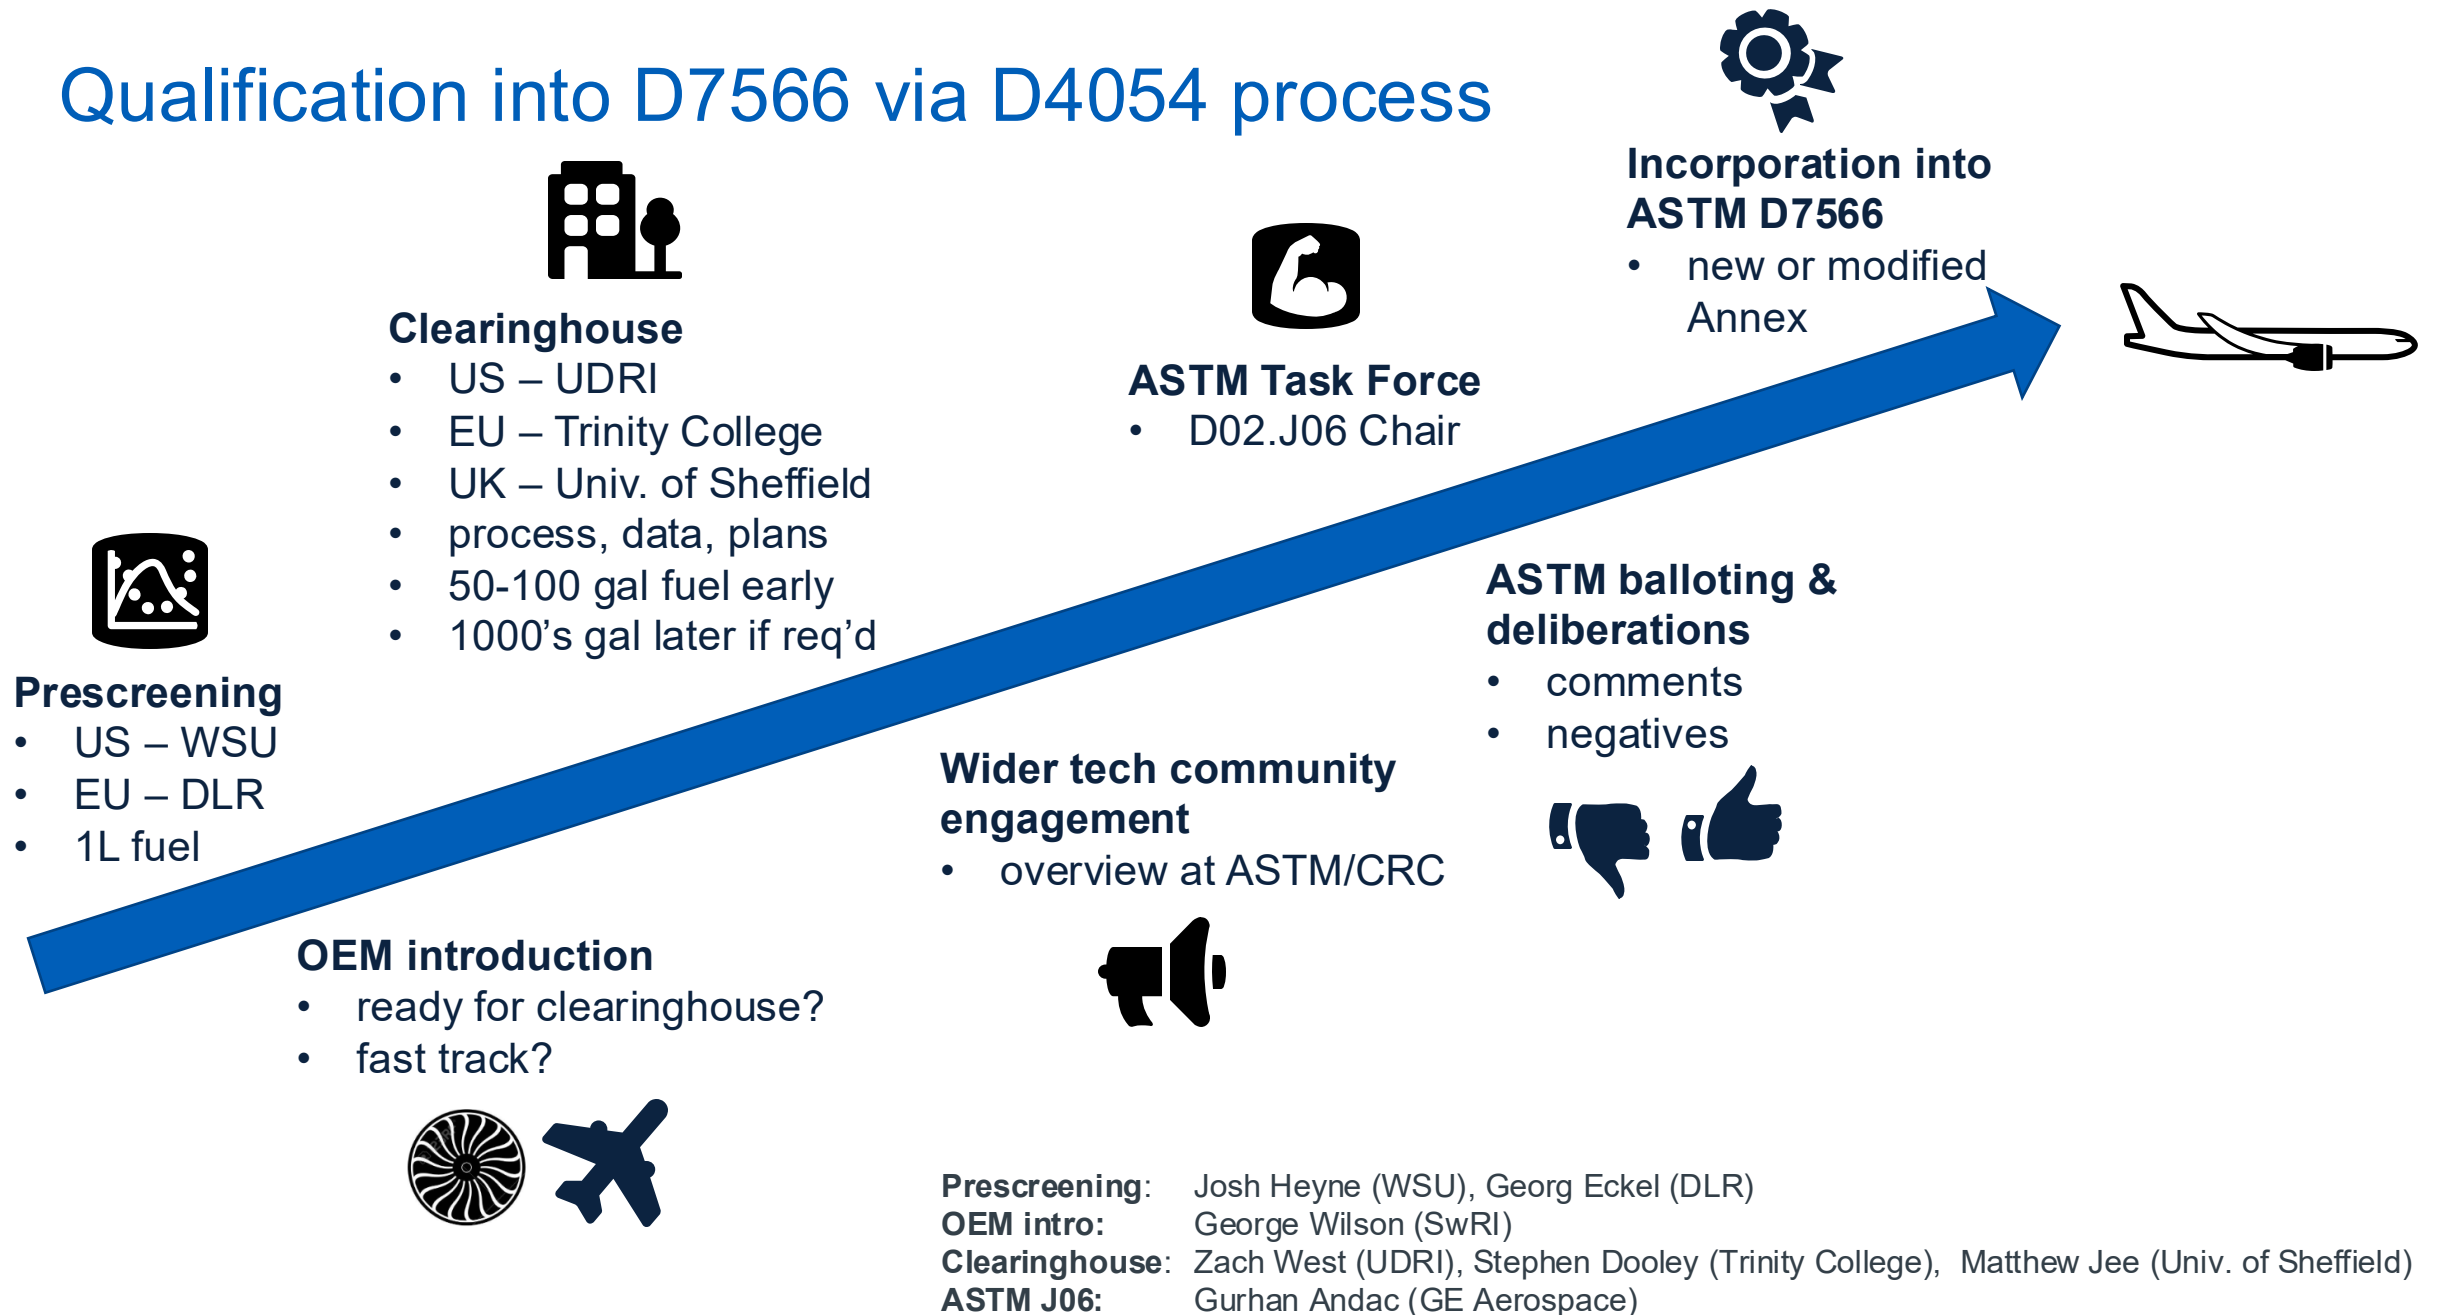 Qualification into D7566 via D4054 process
Incorporation into
ASTM D7566
• new or modified
Annex
Clearinghouse
• US – UDRI
• EU – Trinity College
• UK – Univ. of Sheffield
• process, data, plans
• 50-100 gal fuel early
• 1000’s gal later if req’d
ASTM Task Force
• D02.J06 Chair
Prescreening
• US – WSU
• EU – DLR
• 1L fuel
ASTM balloting &
deliberations
• comments
• negatives
Wider tech community
engagement
• overview at ASTM/CRC
OEM introduction
• ready for clearinghouse?
• fast track?
Prescreening: Josh Heyne (WSU), Georg Eckel (DLR)
OEM intro: George Wilson (SwRI)
Clearinghouse: Zach West (UDRI), Stephen Dooley (Trinity College), Matthew Jee (Univ. of Sheffield)
ASTM J06: Gurhan Andac (GE Aerospace)